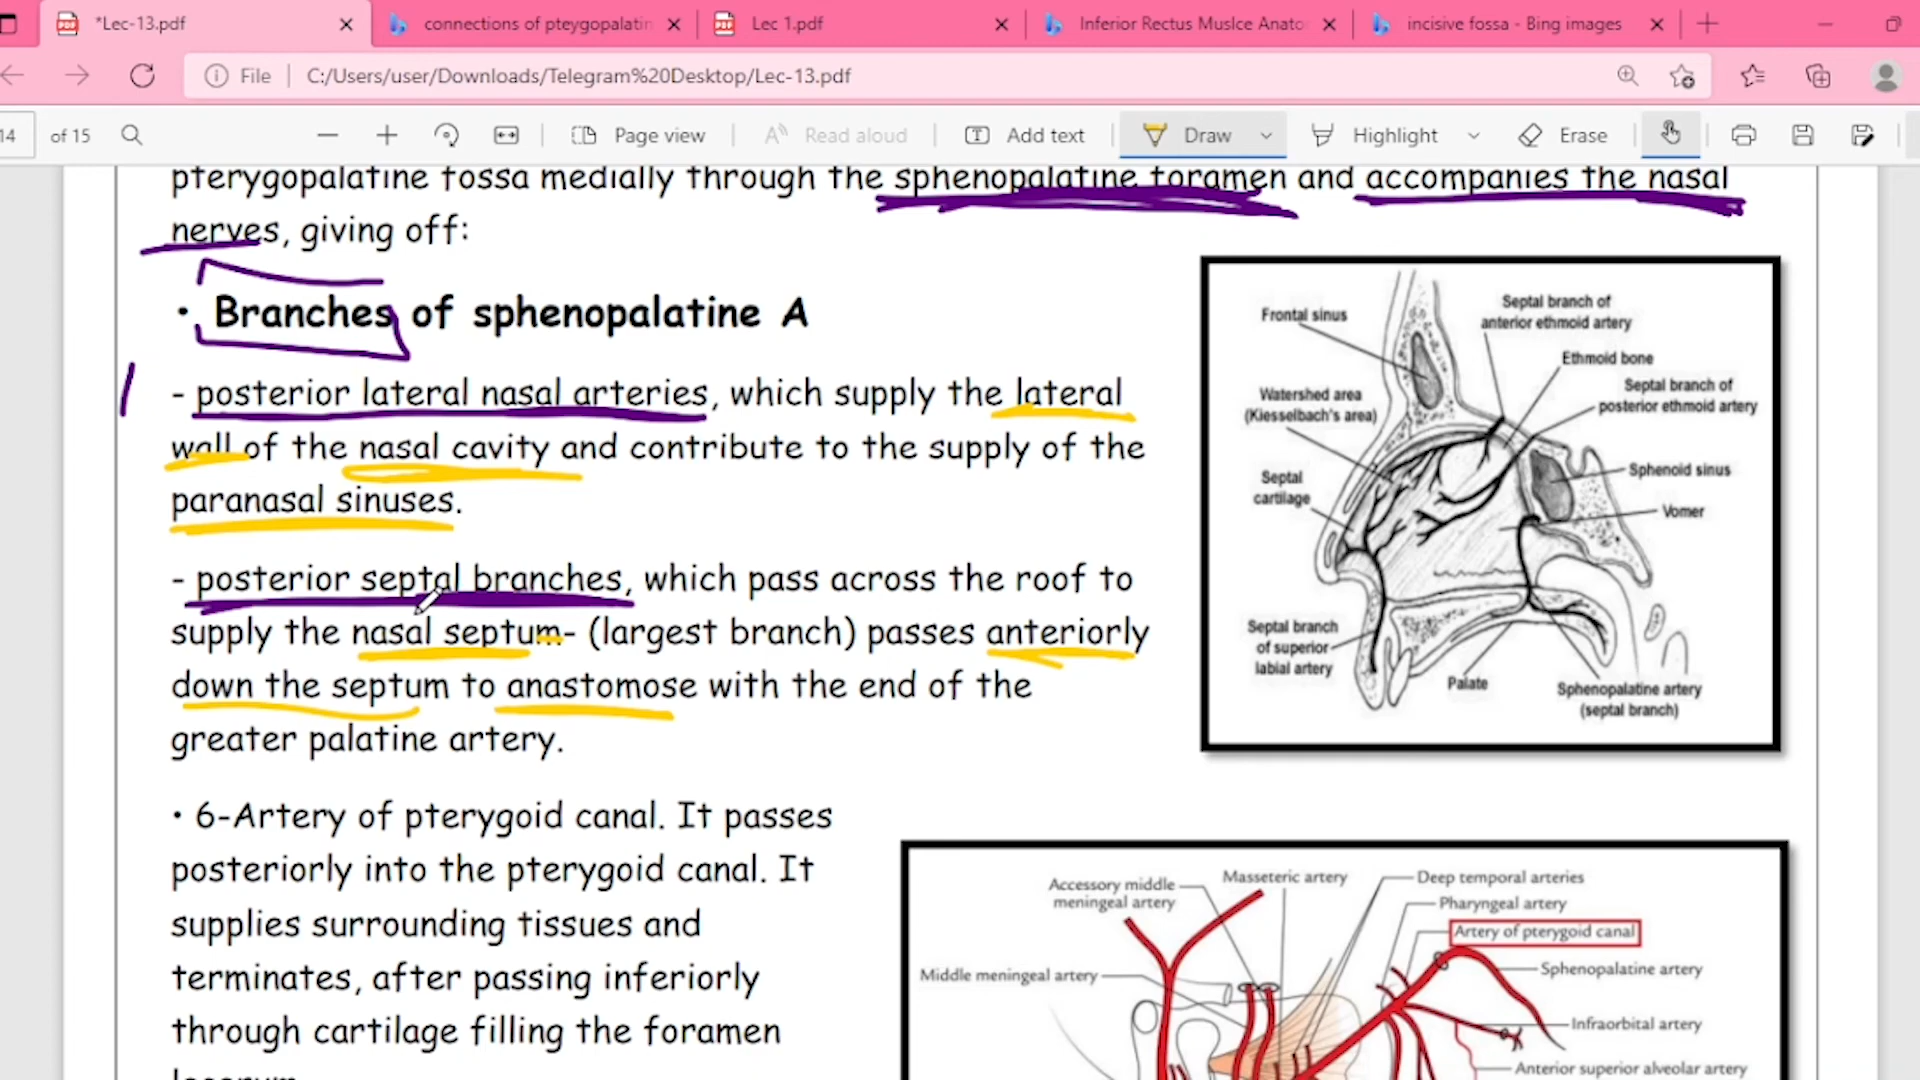 *Lec-13.pdf
connections of pteygopalatin
Lec 1.pdf
Inferior Rectus Muslce Anato
incisive fossa - Bing images
File
C:/Users/user/Downloads/Telegram%20Desktop/Lec-13.pdf
14 of 15
Page view
Read aloud
Add text
Draw
Highlight
Erase
pterygopalatine fossa medially through the sphenopalatine foramen and accompanies the nasal
nerves, giving off:
• Branches of sphenopalatine A
- posterior lateral nasal arteries, which supply the lateral
wall of the nasal cavity and contribute to the supply of the
paranasal sinuses.
- posterior septal branches, which pass across the roof to
supply the nasal septum- (largest branch) passes anteriorly
down the septum to anastomose with the end of the
greater palatine artery.
• 6-Artery of pterygoid canal. It passes
posteriorly into the pterygoid canal. It
supplies surrounding tissues and
terminates, after passing inferiorly
through cartilage filling the foramen
Frontal sinus
Septal branch of
anterior ethmoid artery
Ethmoid bone
Watershed area
(Kiesselbach's area)
Septal branch of
posterior ethmoid artery
Septal
cartilage
Sphenoid sinus
Vomer
Septal branch
of superior
labial artery
Palate
Sphenopalatine artery
(septal branch)
Accessory middle
meningeal artery
Masseteric artery
Deep temporal arteries
Pharyngeal artery
Artery of pterygoid canal
Middle meningeal artery
Sphenopalatine artery
Infraorbital artery
Anterior superior alveolar artery